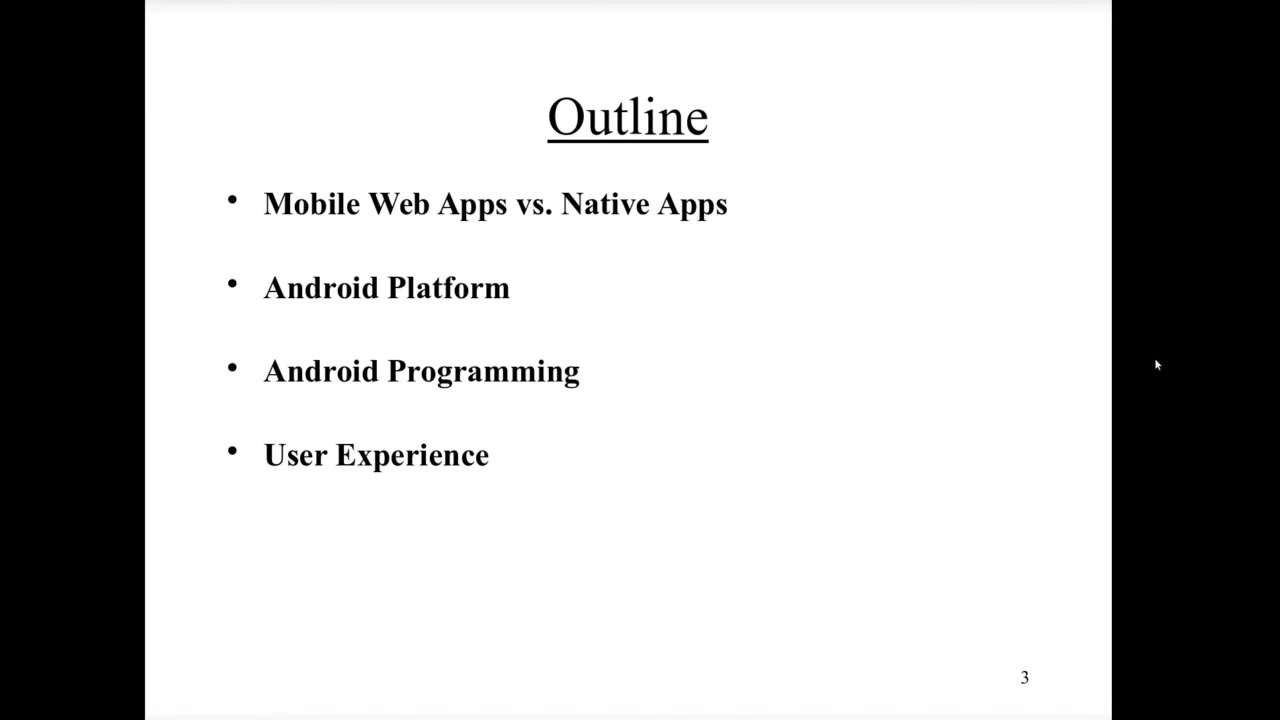 Outline
• Mobile Web Apps vs. Native Apps
• Android Platform
• Android Programming
• User Experience
3